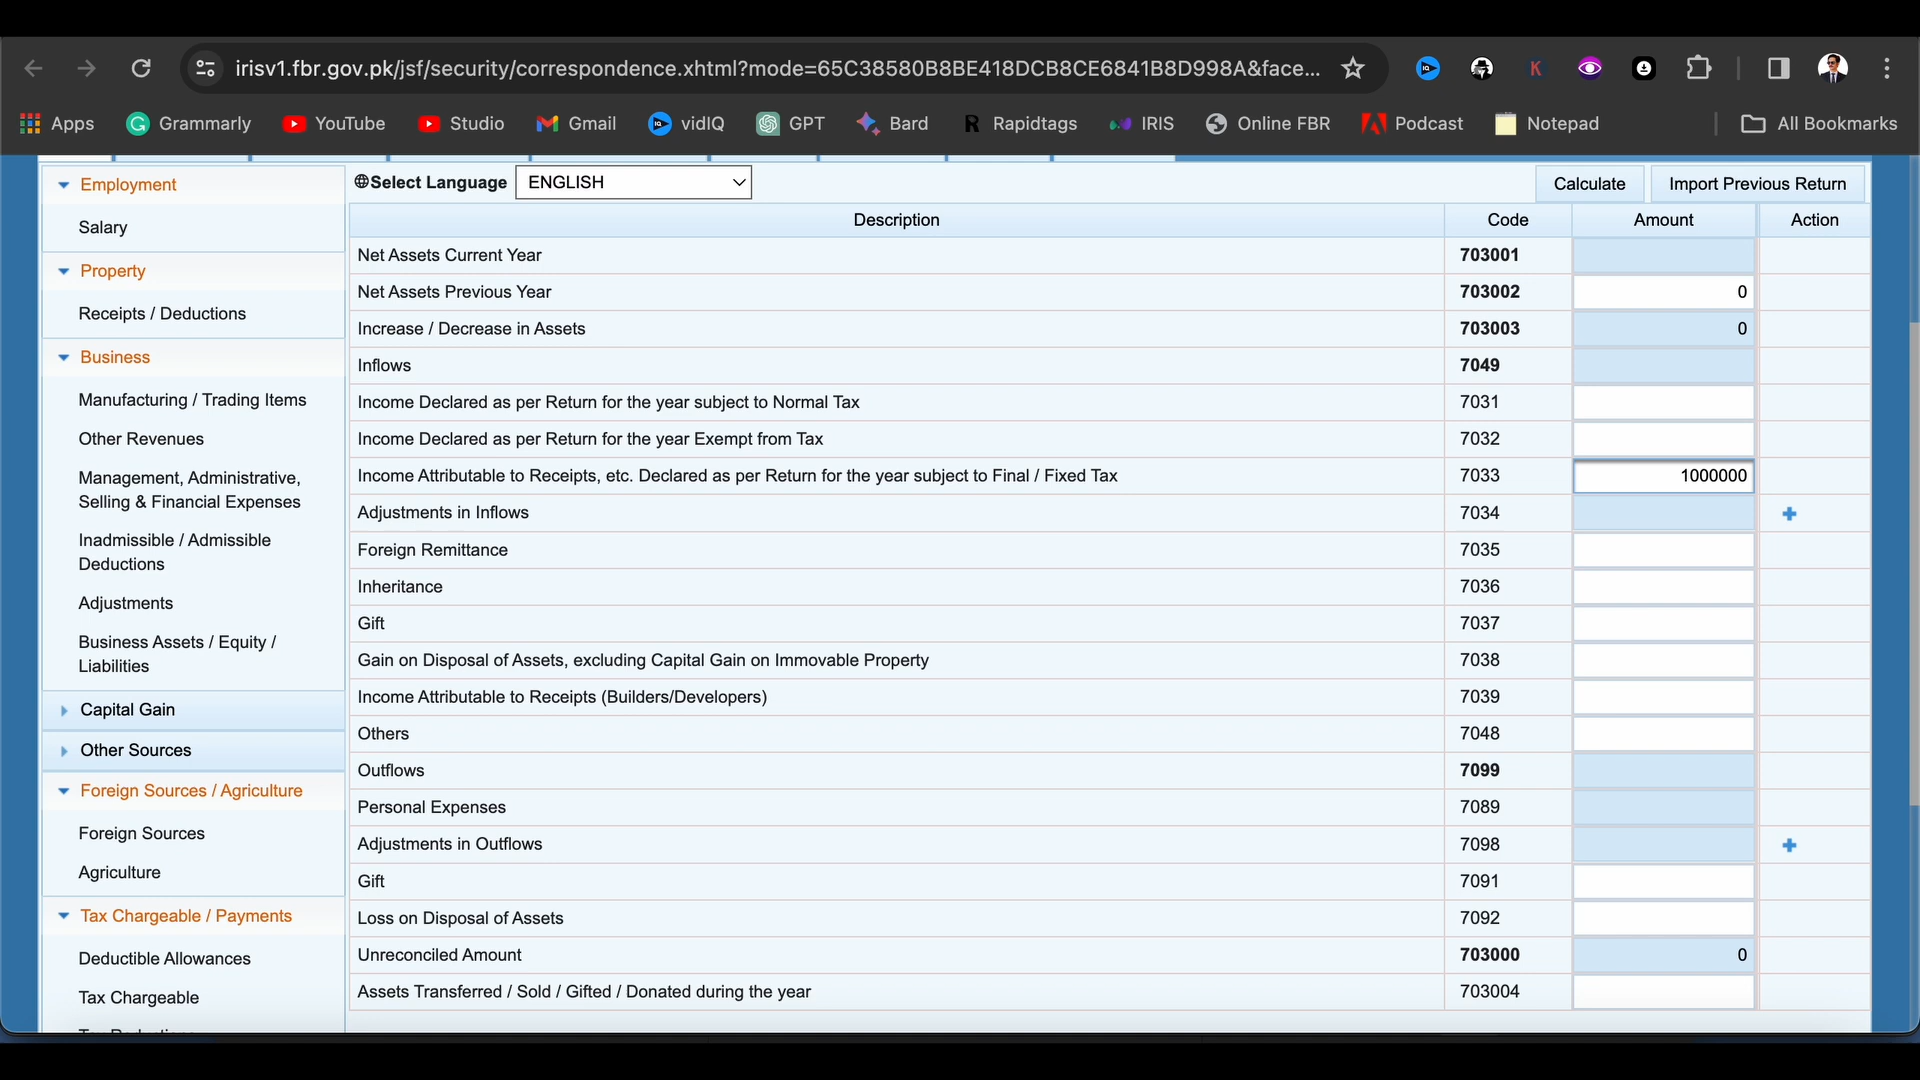 irisv1.fbr.gov.pk/jsf/security/correspondence.xhtml?mode=65C38580B8BE418DCB8CE6841B8D998A&face...
Apps Grammarly YouTube Studio Gmail vidIQ GPT Bard Rapidtags IRIS Online FBR Podcast Notepad All Bookmarks
Select Language ENGLISH Calculate Import Previous Return
Employment
Salary
Property
Receipts / Deductions
Business
Manufacturing / Trading Items
Other Revenues
Management, Administrative,
Selling & Financial Expenses
Inadmissible / Admissible
Deductions
Adjustments
Business Assets / Equity /
Liabilities
Capital Gain
Other Sources
Foreign Sources / Agriculture
Foreign Sources
Agriculture
Tax Chargeable / Payments
Deductible Allowances
Tax Chargeable
Description Code Amount Action
Net Assets Current Year 703001
Net Assets Previous Year 703002 0
Increase / Decrease in Assets 703003 0
Inflows 7049
Income Declared as per Return for the year subject to Normal Tax 7031
Income Declared as per Return for the year Exempt from Tax 7032
Income Attributable to Receipts, etc. Declared as per Return for the year subject to Final / Fixed Tax 7033 1000000
Adjustments in Inflows 7034
Foreign Remittance 7035
Inheritance 7036
Gift 7037
Gain on Disposal of Assets, excluding Capital Gain on Immovable Property 7038
Income Attributable to Receipts (Builders/Developers) 7039
Others 7048
Outflows 7099
Personal Expenses 7089
Adjustments in Outflows 7098
Gift 7091
Loss on Disposal of Assets 7092
Unreconciled Amount 703000 0
Assets Transferred / Sold / Gifted / Donated during the year 703004